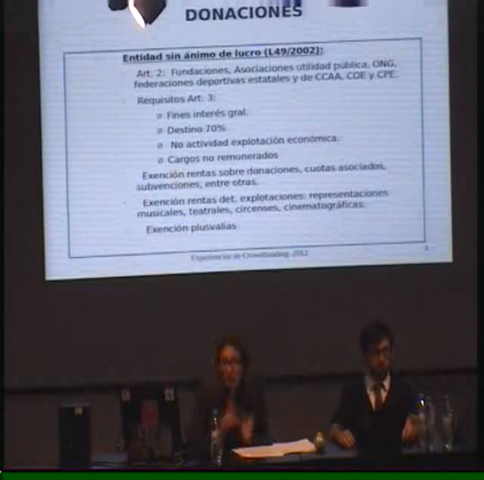 DONACIONES
Entidad sin ánimo de lucro (L49/2002):
Art. 2: Fundaciones, Asociaciones utilidad pública, ONG,
federaciones deportivas estatales y de CCAA, COE y CPE.
Requisitos Art. 3:
Fines interés gral.
Destino 70%
No actividad explotación económica.
Cargos no remunerados
Exención rentas sobre donaciones, cuotas asociados,
subvenciones, entre otras.
Exención rentas det. explotaciones: representaciones
musicales, teatrales, circenses, cinematográficas.
Exención plusvalías
Experiencias de Crowdfunding. 2012